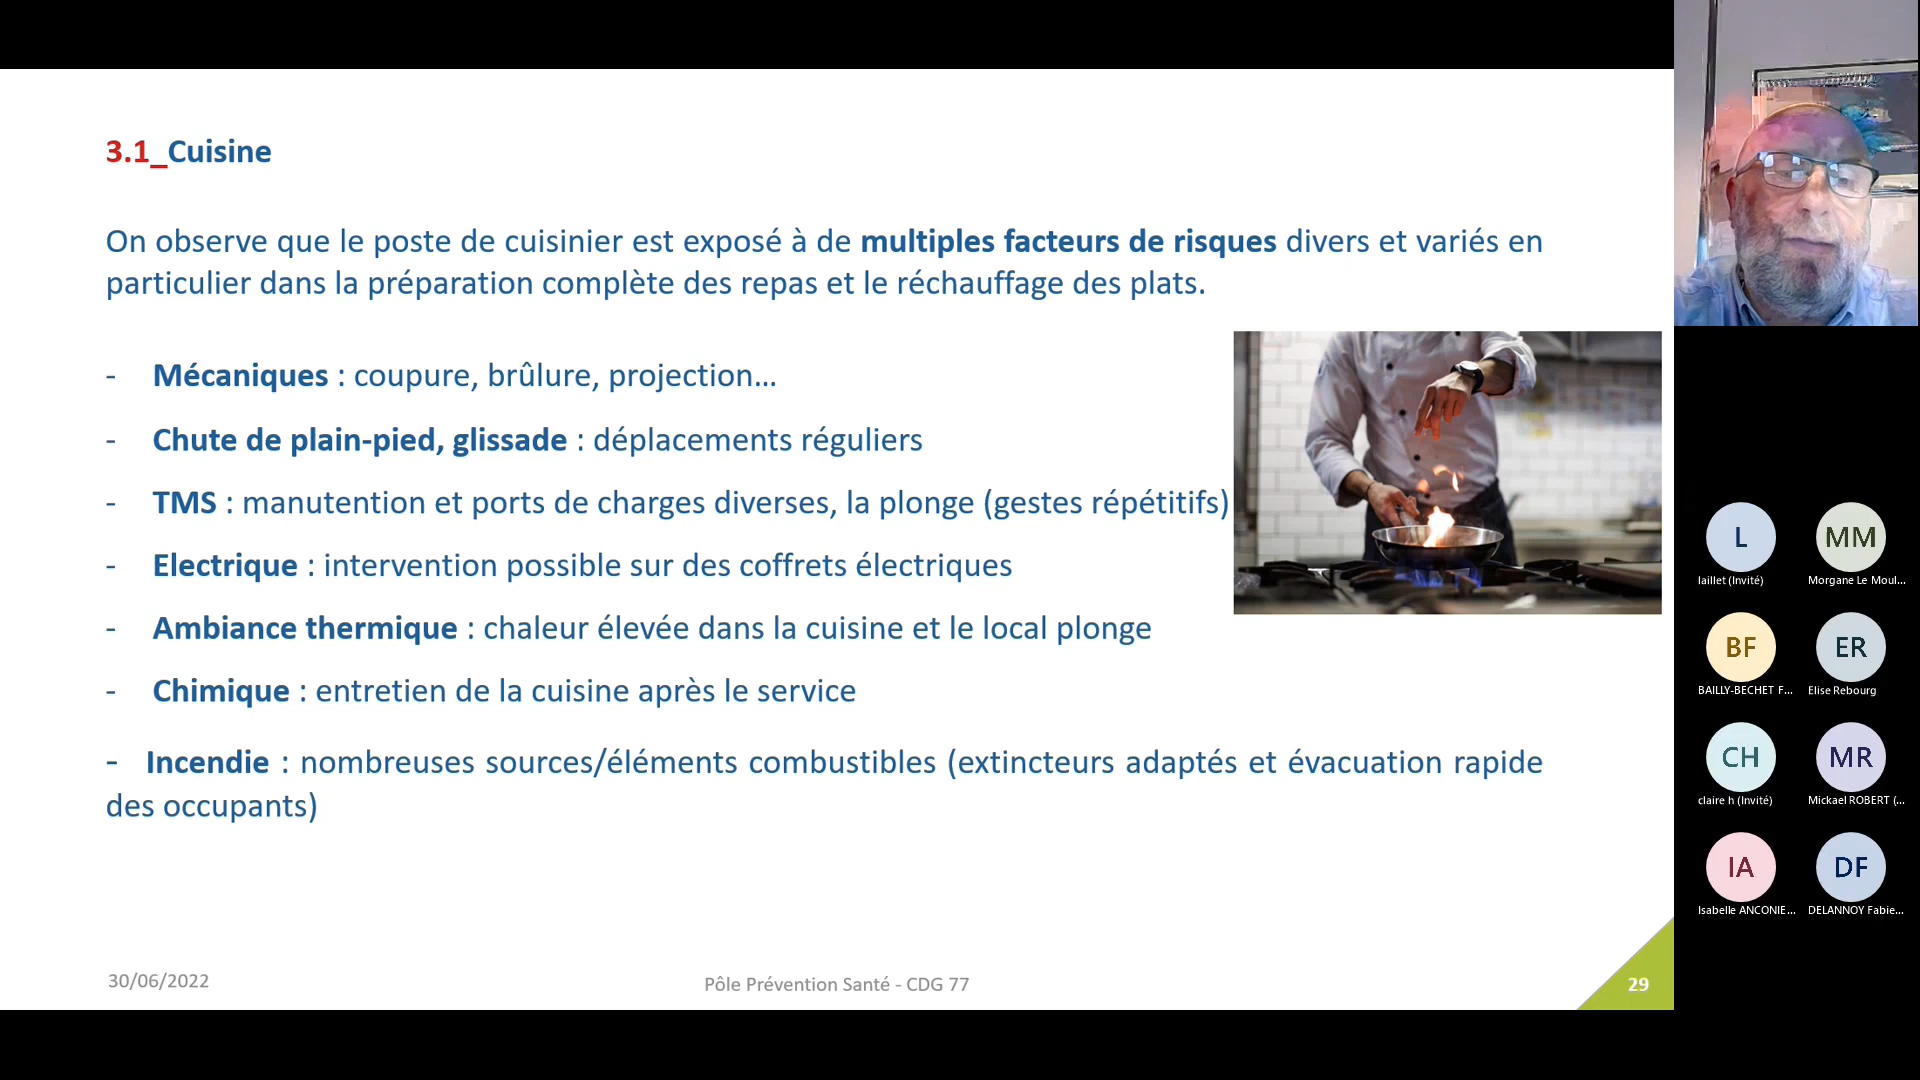 3.1_Cuisine
On observe que le poste de cuisinier est exposé à de multiples facteurs de risques divers et variés en
particulier dans la préparation complète des repas et le réchauffage des plats.
- Mécaniques : coupure, brûlure, projection...
- Chute de plain-pied, glissade : déplacements réguliers
- TMS : manutention et ports de charges diverses, la plonge (gestes répétitifs)
- Electrique : intervention possible sur des coffrets électriques
- Ambiance thermique : chaleur élevée dans la cuisine et le local plonge
- Chimique : entretien de la cuisine après le service
- Incendie : nombreuses sources/éléments combustibles (extincteurs adaptés et évacuation rapide
des occupants)
30/06/2022
Pôle Prévention Santé - CDG 77
29
L
laillet (Invité)
MM
Morgane Le Moul...
BF
BAILLY-BECHET F...
ER
Elise Rebourg
CH
claire h (Invité)
MR
Mickael ROBERT (...
IA
Isabelle ANCONIE...
DF
DELANNOY Fabie...